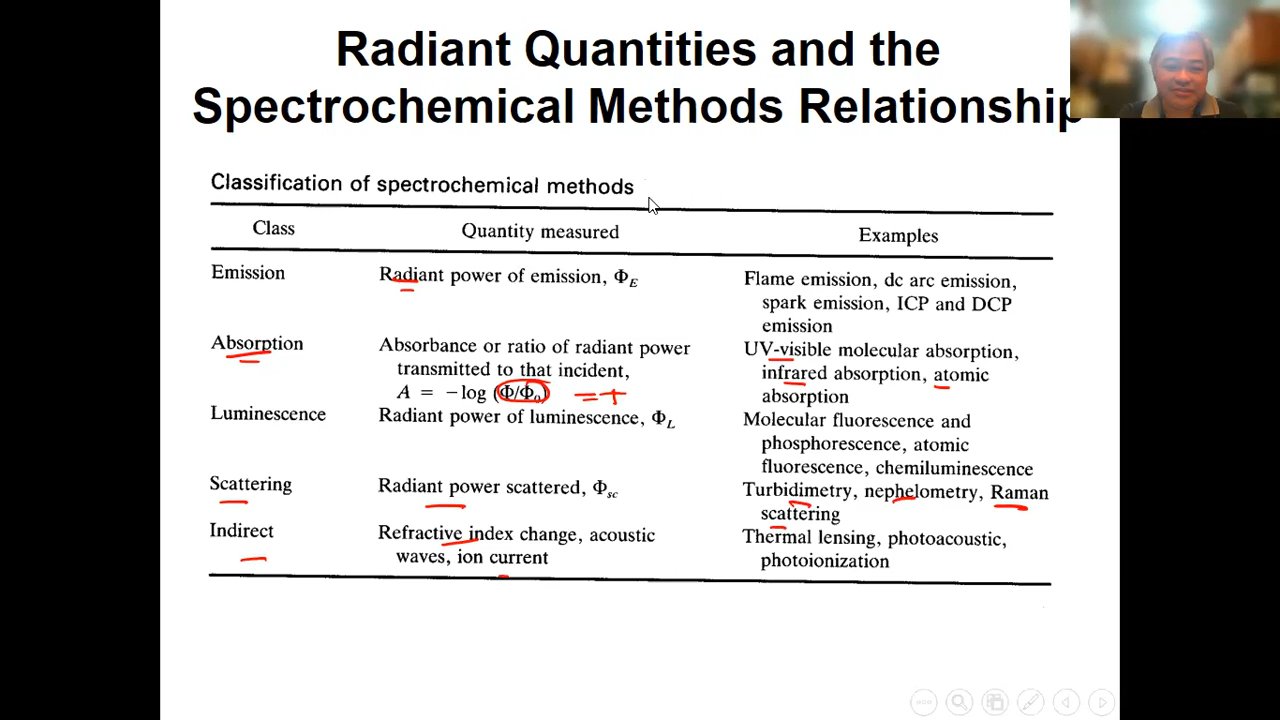 Radiant Quantities and the
Spectrochemical Methods Relationship
Classification of spectrochemical methods
Class Quantity measured Examples
Emission Radiant power of emission, Φ_E Flame emission, dc arc emission,
spark emission, ICP and DCP
emission
Absorption Absorbance or ratio of radiant power UV-visible molecular absorption,
transmitted to that incident, infrared absorption, atomic
A = −log (Φ/Φ₀) = T absorption
Luminescence Radiant power of luminescence, Φ_L Molecular fluorescence and
phosphorescence, atomic
fluorescence, chemiluminescence
Scattering Radiant power scattered, Φ_sc Turbidimetry, nephelometry, Raman
scattering
Indirect Refractive index change, acoustic Thermal lensing, photoacoustic,
waves, ion current photoionization